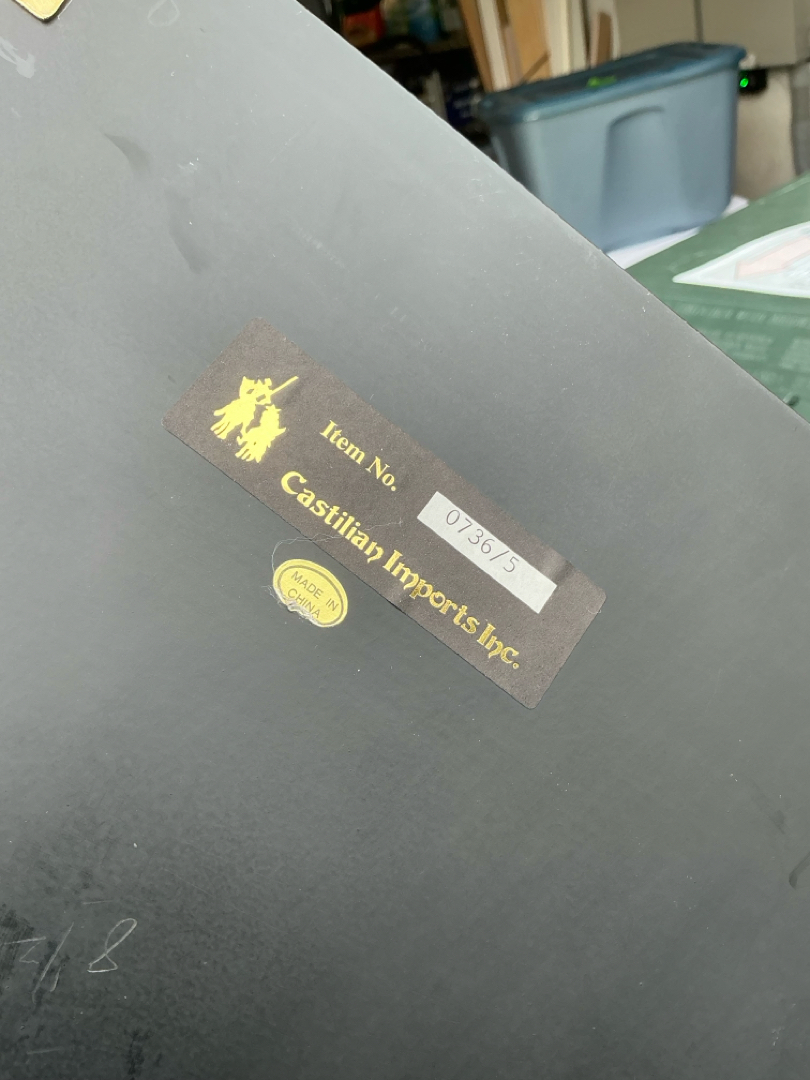 Item No.
0736/5
Castilian Imports Inc.
MADE IN
CHINA